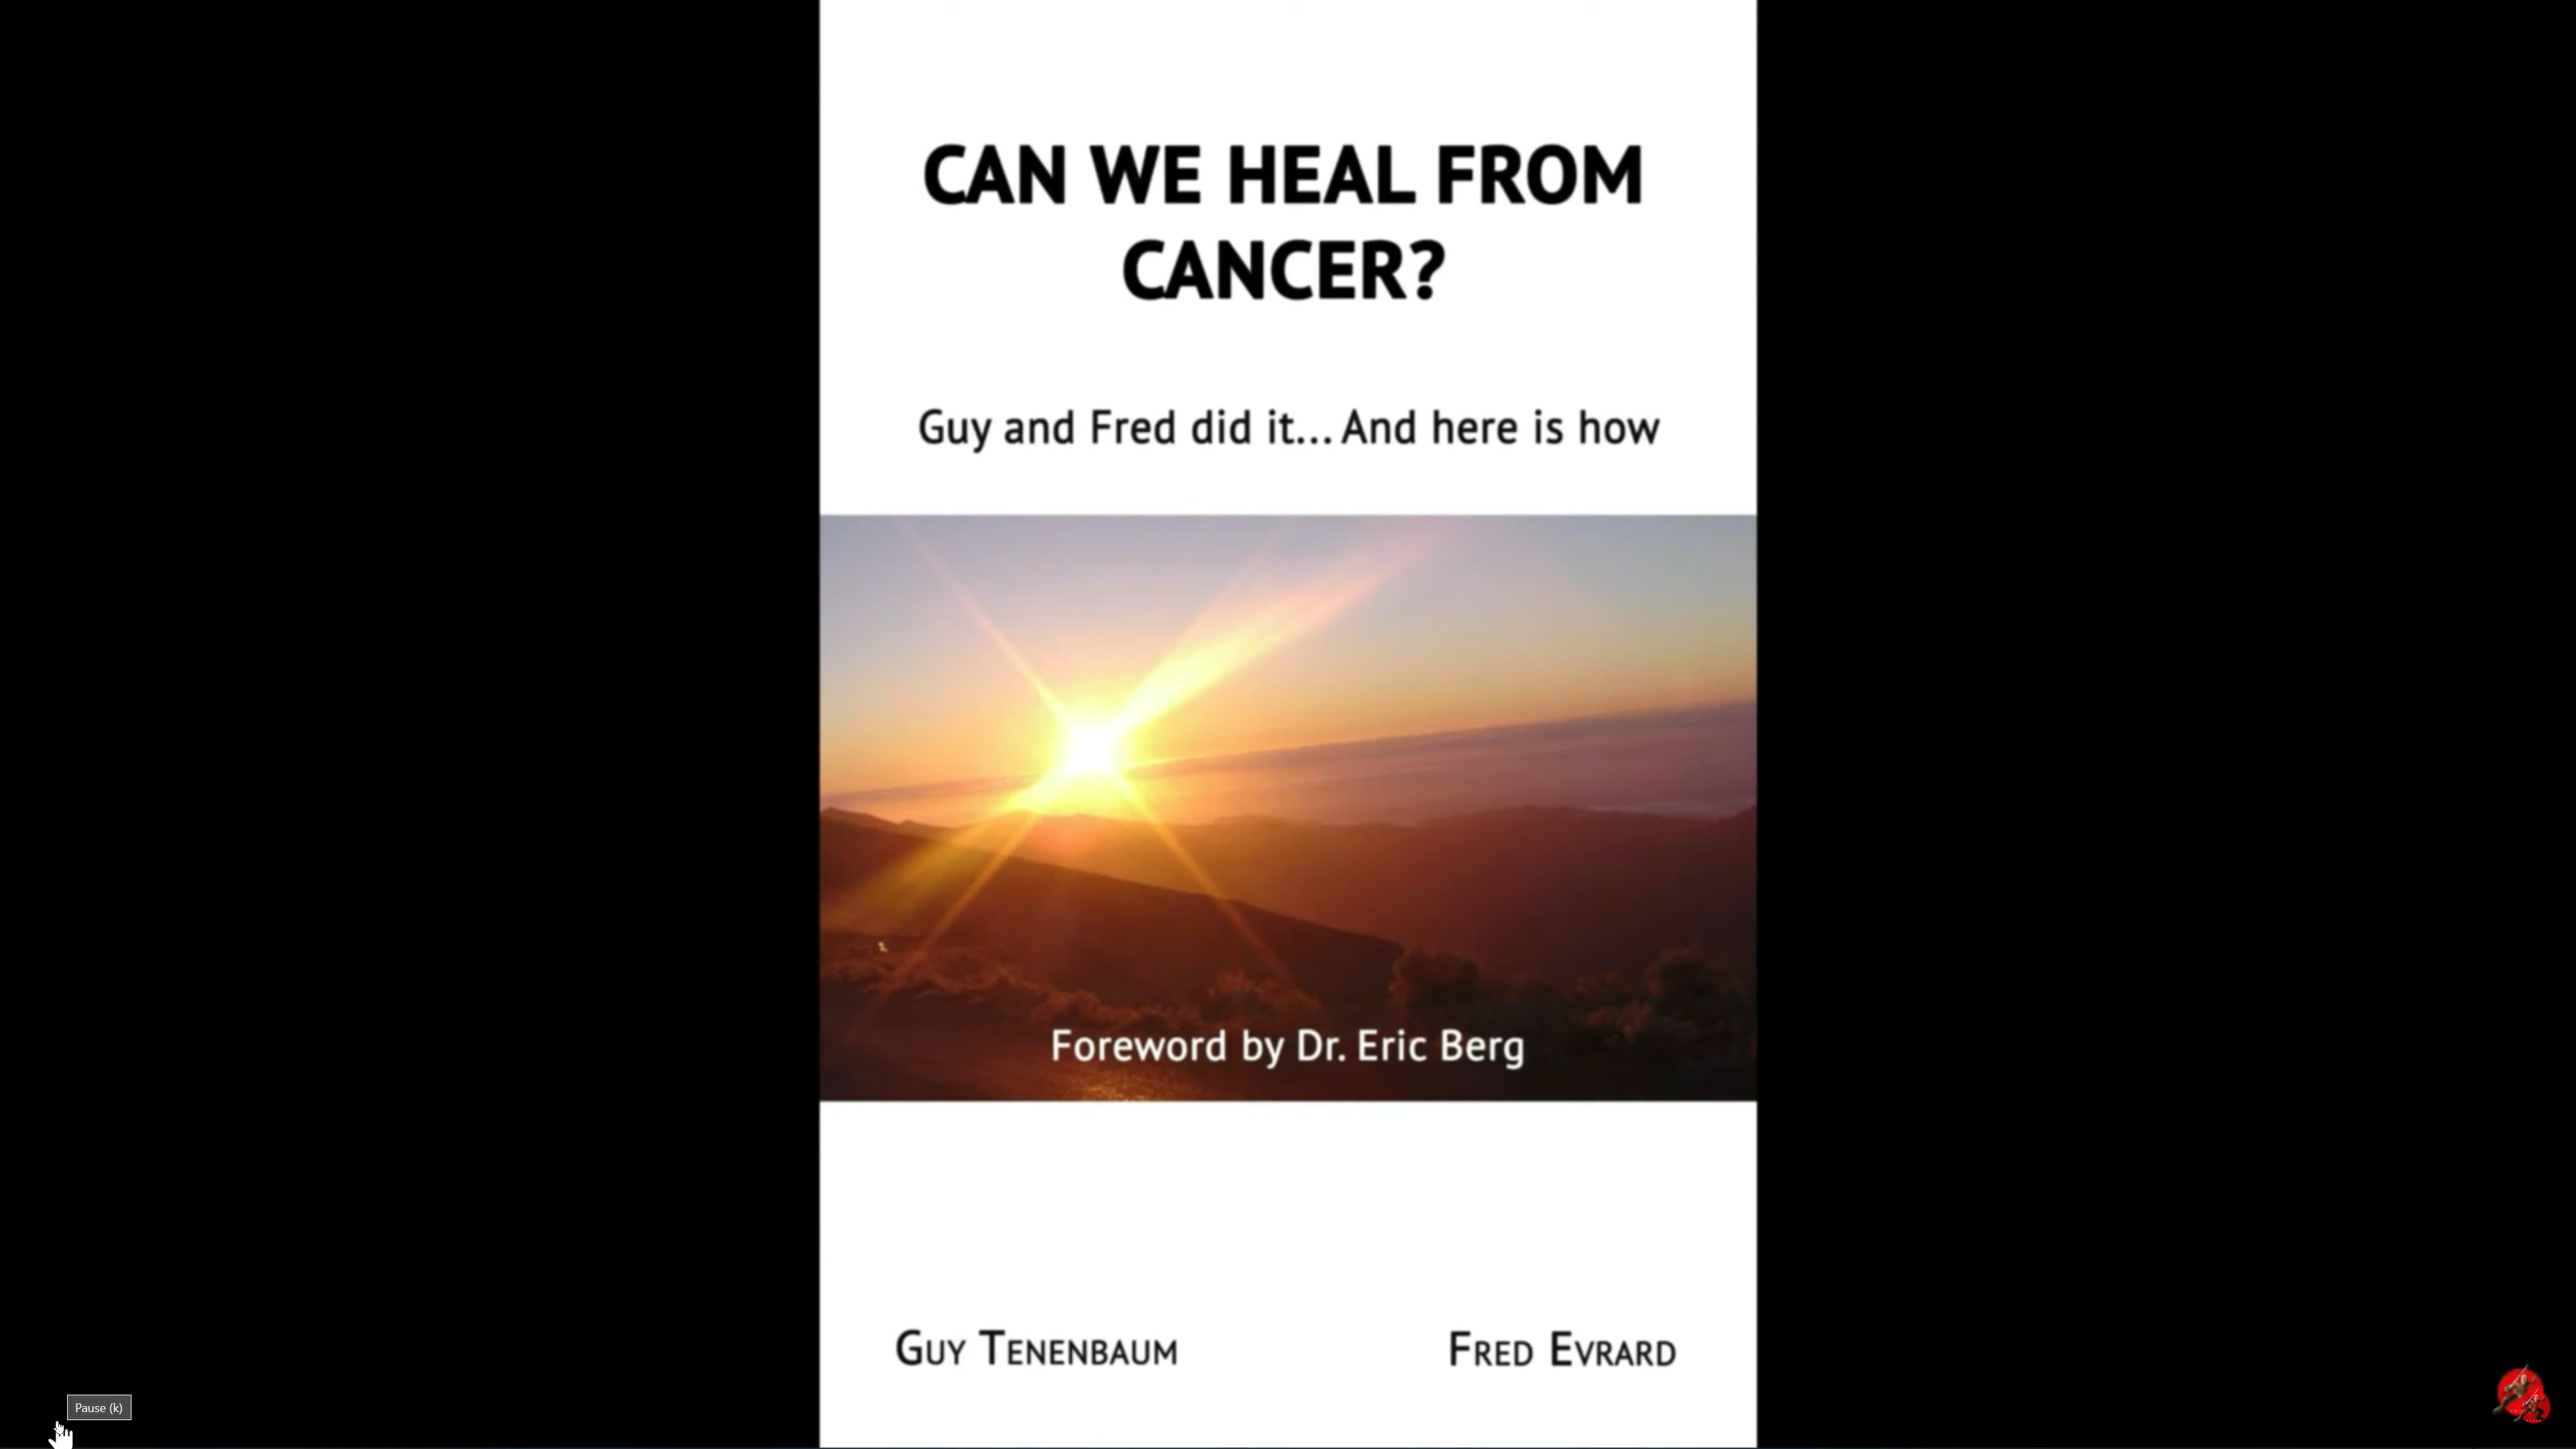 CAN WE HEAL FROM
CANCER?
Guy and Fred did it... And here is how
Foreword by Dr. Eric Berg
GUY TENENBAUM
FRED EVRARD
Pause (k)